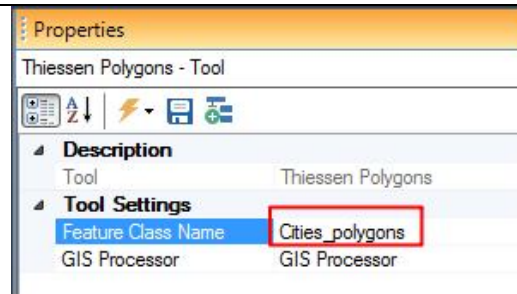 Properties
Thiessen Polygons - Tool
A
Z
Description
Tool Thiessen Polygons
Tool Settings
Feature Class Name Cities_polygons
GIS Processor GIS Processor